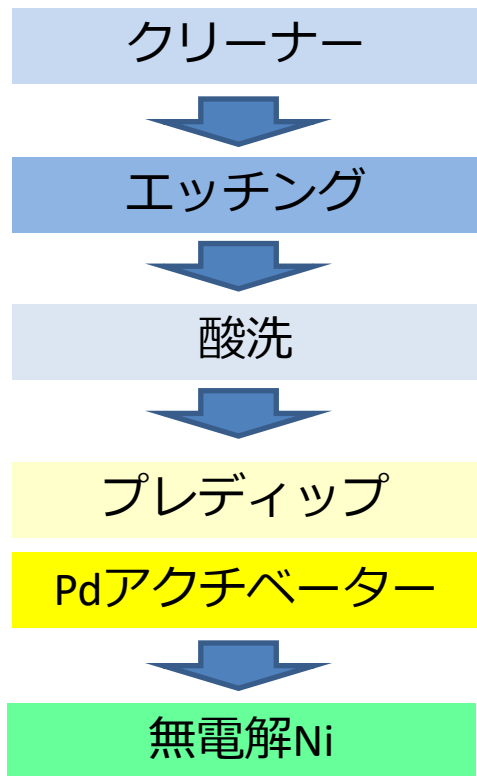 クリーナー
エッチング
酸洗
プレディップ
Pdアクチベーター
無電解Ni